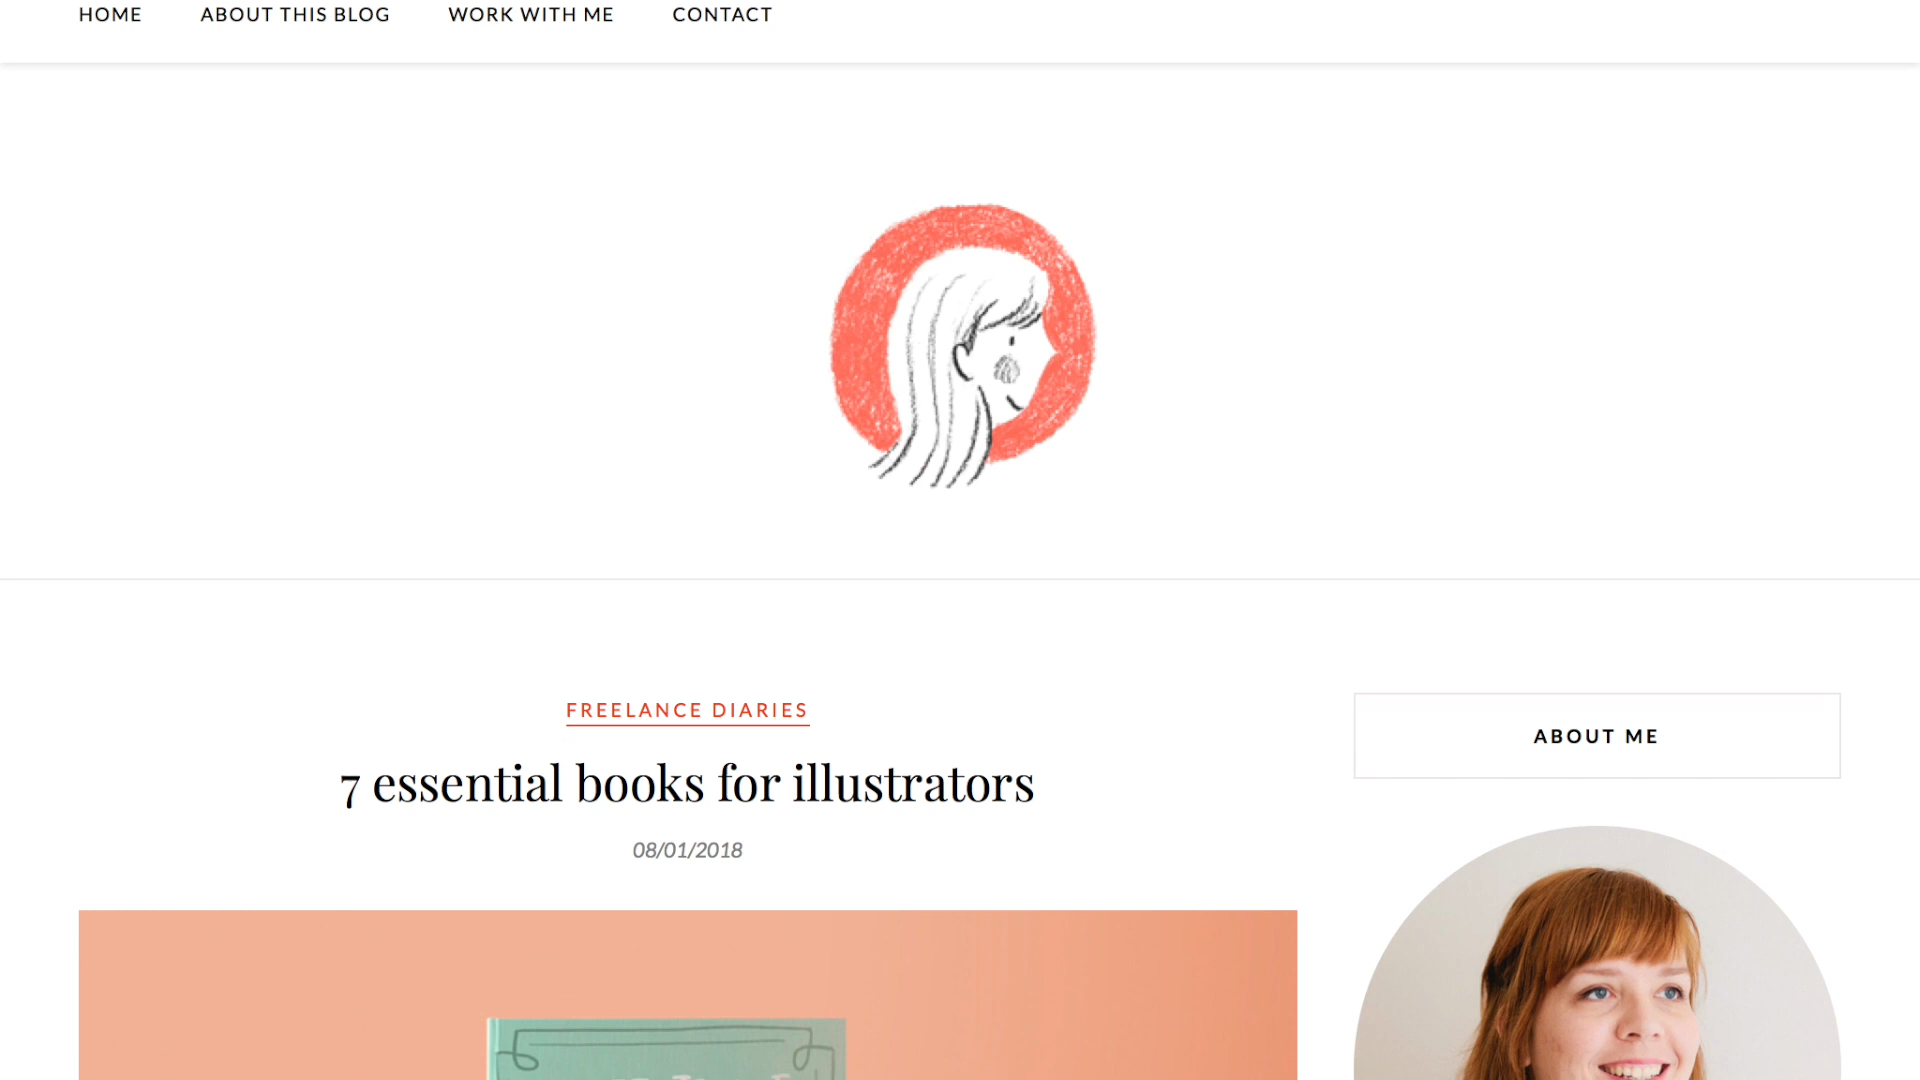 HOME ABOUT THIS BLOG WORK WITH ME CONTACT
FREELANCE DIARIES
7 essential books for illustrators
08/01/2018
ABOUT ME